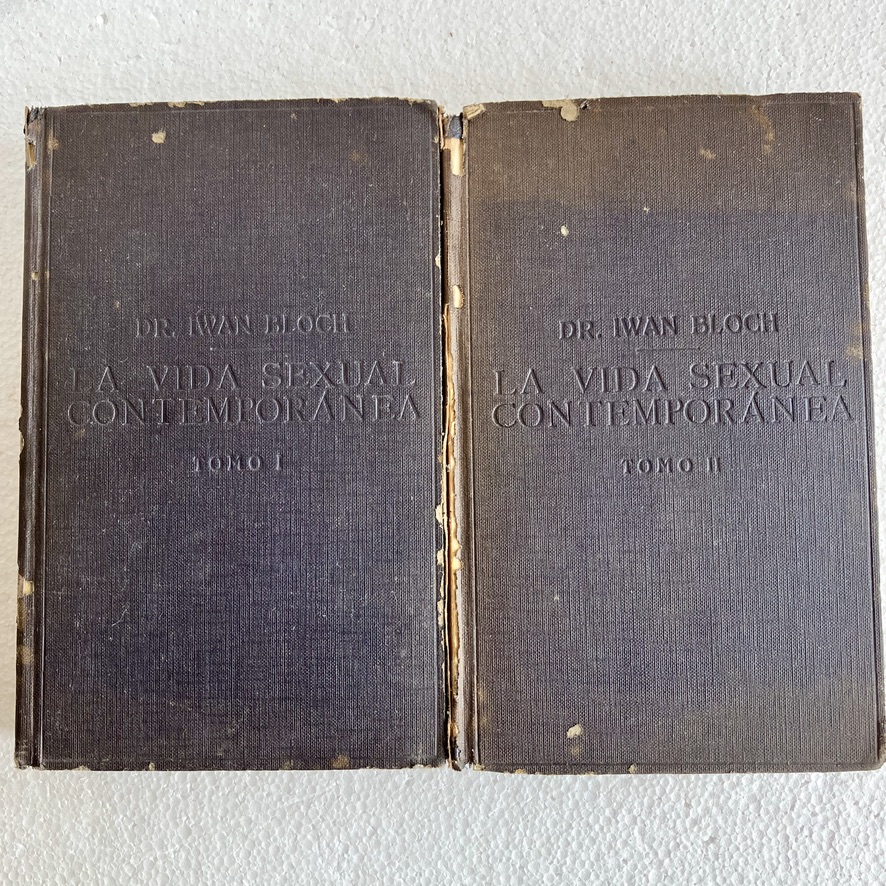 DR. IWAN BLOCH
LA VIDA SEXUAL
CONTEMPORÁNEA
TOMO I
DR. IWAN BLOCH
LA VIDA SEXUAL
CONTEMPORÁNEA
TOMO II